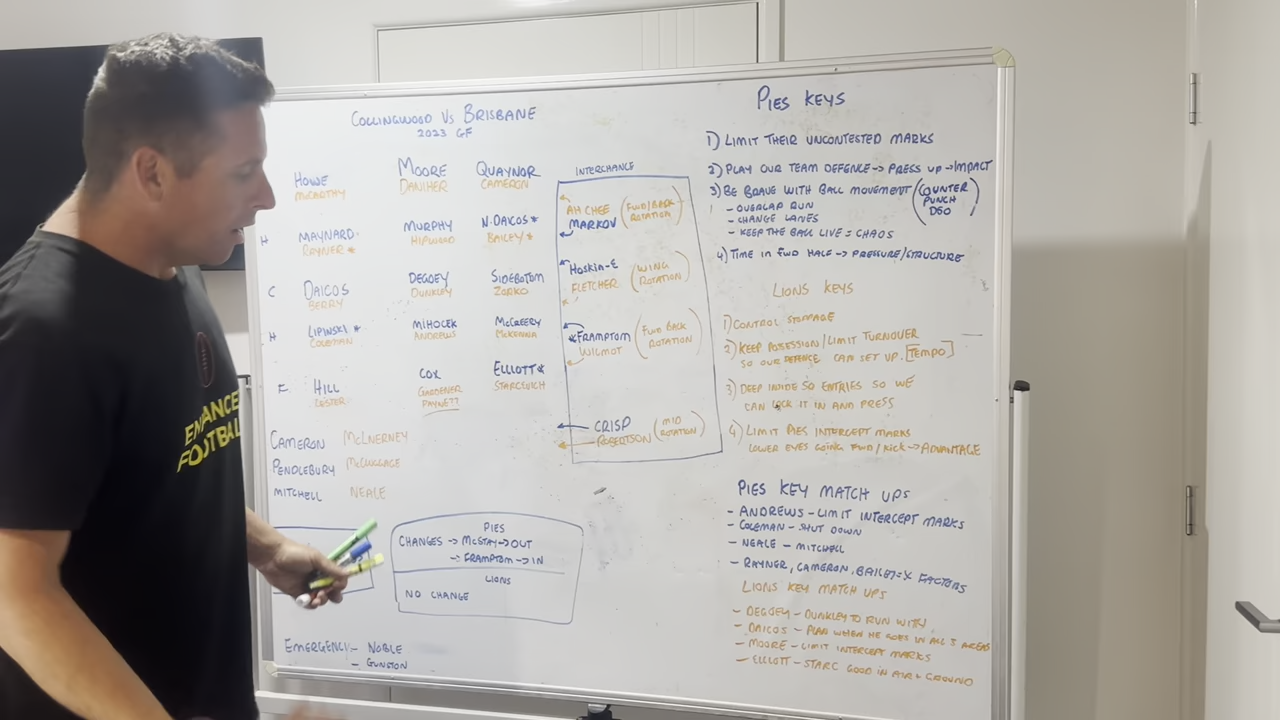 COLLINGWOOD VS BRISBANE
2023 GF
HOWE MOORE QUAYNOR
McCARTHY DANIHER CAMERON
H MAYNARD MURPHY N.DAICOS*
RAYNER * HIPWOOD BAILEY *
C DAICOS DEGOEY SIDEBOTOM
BERRY DUNKLEY ZORKO
H LIPINSKI * MIHOCEK McCREERY
COLEMAN ANDREWS McKENNA
F HILL COX ELLIOTT*
LESTER GARDENER STARCEVICH
PAYNE??
CAMERON McLNERNEY
PENDLEBURY McCLUGGAGE
MITCHELL NEALE
INTERCHANGE
AH CHEE (FWD/BACK
MARKOV ROTATION)
HOSKIN-E (WING
FLETCHER ROTATION)
*FRAMPTOM (FWD BACK
WILMOT ROTATION)
CRISP (MID
ROBERTSON ROTATION)
PIES
CHANGES -> McSTAY -> OUT
-: FRAMPTOM -> IN
LIONS
NO CHANGE
EMERGENCY - NOBLE
- GUNSTON
PIES KEYS
1) LIMIT THEIR UNCONTESTED MARKS
2) PLAY OUR TEAM DEFENCE -> PRESS UP -> IMPACT
3) BE BRAVE WITH BALL MOVEMENT (COUNTER
PUNCH
D50)
- OVERLAP RUN
- CHANGE LANES
- KEEP THE BALL LIVE = CHAOS
4) TIME IN FWD HALF -> PRESSURE/STRUCTURE
LIONS KEYS
1) CONTROL STOPPAGE
2) KEEP POSESSION/LIMIT TURNOVER
SO OUR DEFENCE CAN SET UP. [TEMPO]
3) DEEP INSIDE 50 ENTRIES SO WE
CAN LOCK IT IN AND PRESS
4) LIMIT PIES INTERCEPT MARKS
LOWER EYES GOING FWD/KICK -> ADVANTAGE
PIES KEY MATCH UPS
- ANDREWS - LIMIT INTERCEPT MARKS
- COLEMAN - SHUT DOWN
- NEALE - MITCHELL
- RAYNER, CAMERON, BAILEY = X FACTORS
LIONS KEY MATCH UPS
- DEGOEY - DUNKLEY TO RUN WITH
- DAICOS - PLAN WHEN HE GOES IN ALL 3 AREAS
- MOORE - LIMIT INTERCEPT MARKS
- ELLIOTT - STARC GOOD IN AIR + GROUND
FOOTBALL